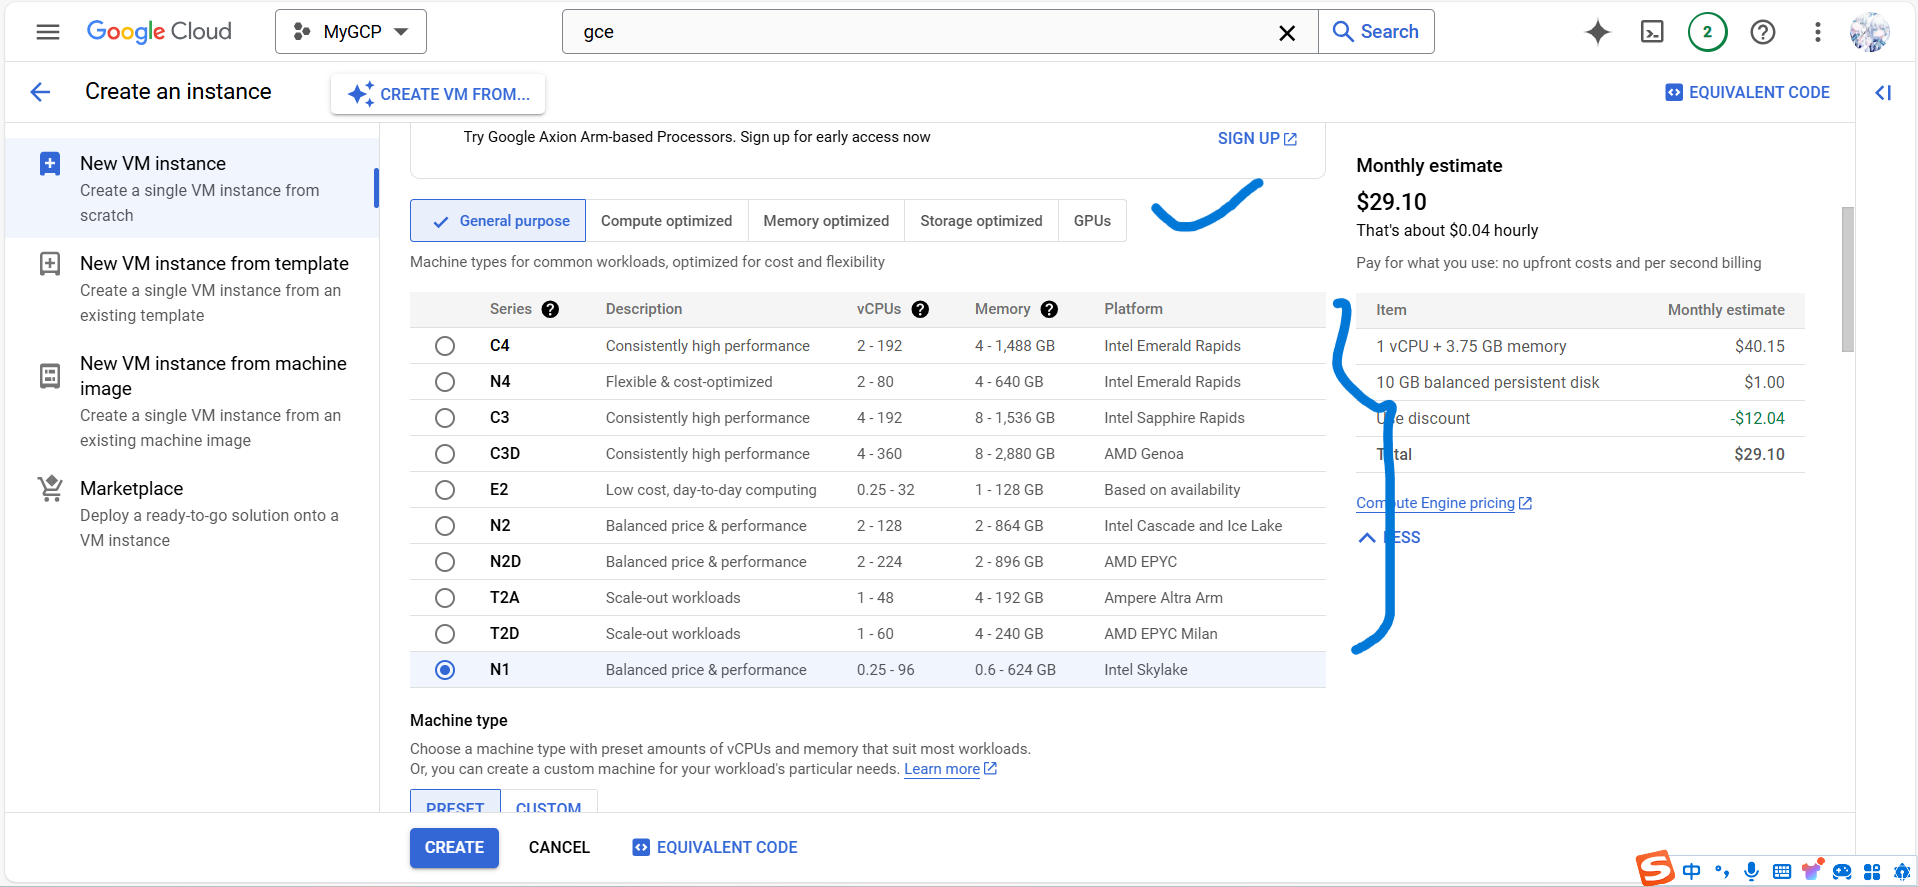 Google Cloud
MyGCP
gce
Search
2
Create an instance
CREATE VM FROM...
EQUIVALENT CODE
New VM instance
Create a single VM instance from
scratch
New VM instance from template
Create a single VM instance from an
existing template
New VM instance from machine
image
Create a single VM instance from an
existing machine image
Marketplace
Deploy a ready-to-go solution onto a
VM instance
Try Google Axion Arm-based Processors. Sign up for early access now
SIGN UP
General purpose Compute optimized Memory optimized Storage optimized GPUs
Machine types for common workloads, optimized for cost and flexibility
Series Description vCPUs Memory Platform
C4 Consistently high performance 2 - 192 4 - 1,488 GB Intel Emerald Rapids
N4 Flexible & cost-optimized 2 - 80 4 - 640 GB Intel Emerald Rapids
C3 Consistently high performance 4 - 192 8 - 1,536 GB Intel Sapphire Rapids
C3D Consistently high performance 4 - 360 8 - 2,880 GB AMD Genoa
E2 Low cost, day-to-day computing 0.25 - 32 1 - 128 GB Based on availability
N2 Balanced price & performance 2 - 128 2 - 864 GB Intel Cascade and Ice Lake
N2D Balanced price & performance 2 - 224 2 - 896 GB AMD EPYC
T2A Scale-out workloads 1 - 48 4 - 192 GB Ampere Altra Arm
T2D Scale-out workloads 1 - 60 4 - 240 GB AMD EPYC Milan
N1 Balanced price & performance 0.25 - 96 0.6 - 624 GB Intel Skylake
Machine type
Choose a machine type with preset amounts of vCPUs and memory that suit most workloads.
Or, you can create a custom machine for your workload's particular needs. Learn more
PRESET CUSTOM
CREATE CANCEL EQUIVALENT CODE
Monthly estimate
$29.10
That's about $0.04 hourly
Pay for what you use: no upfront costs and per second billing
Item Monthly estimate
1 vCPU + 3.75 GB memory $40.15
10 GB balanced persistent disk $1.00
Use discount -$12.04
Total $29.10
Compute Engine pricing
LESS
S 中